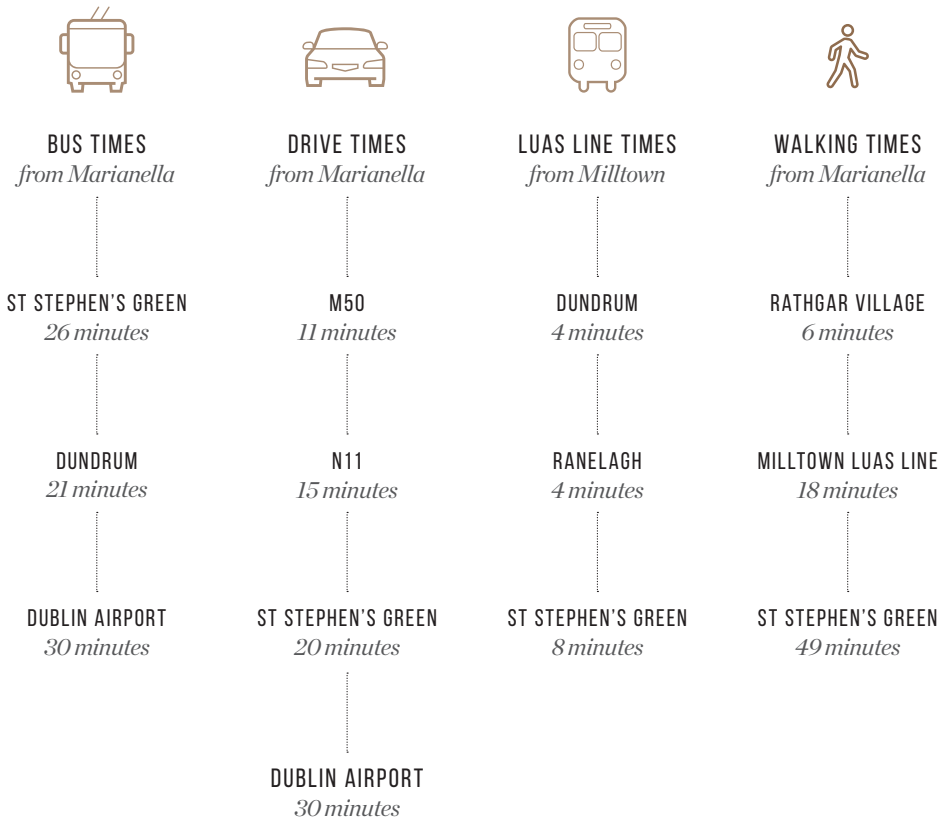 BUS TIMES
from Marianella
ST STEPHEN'S GREEN
26 minutes
DUNDRUM
21 minutes
DUBLIN AIRPORT
30 minutes
DRIVE TIMES
from Marianella
M50
11 minutes
N11
15 minutes
ST STEPHEN'S GREEN
20 minutes
DUBLIN AIRPORT
30 minutes
LUAS LINE TIMES
from Milltown
DUNDRUM
4 minutes
RANELAGH
4 minutes
ST STEPHEN'S GREEN
8 minutes
WALKING TIMES
from Marianella
RATHGAR VILLAGE
6 minutes
MILLTOWN LUAS LINE
18 minutes
ST STEPHEN'S GREEN
49 minutes